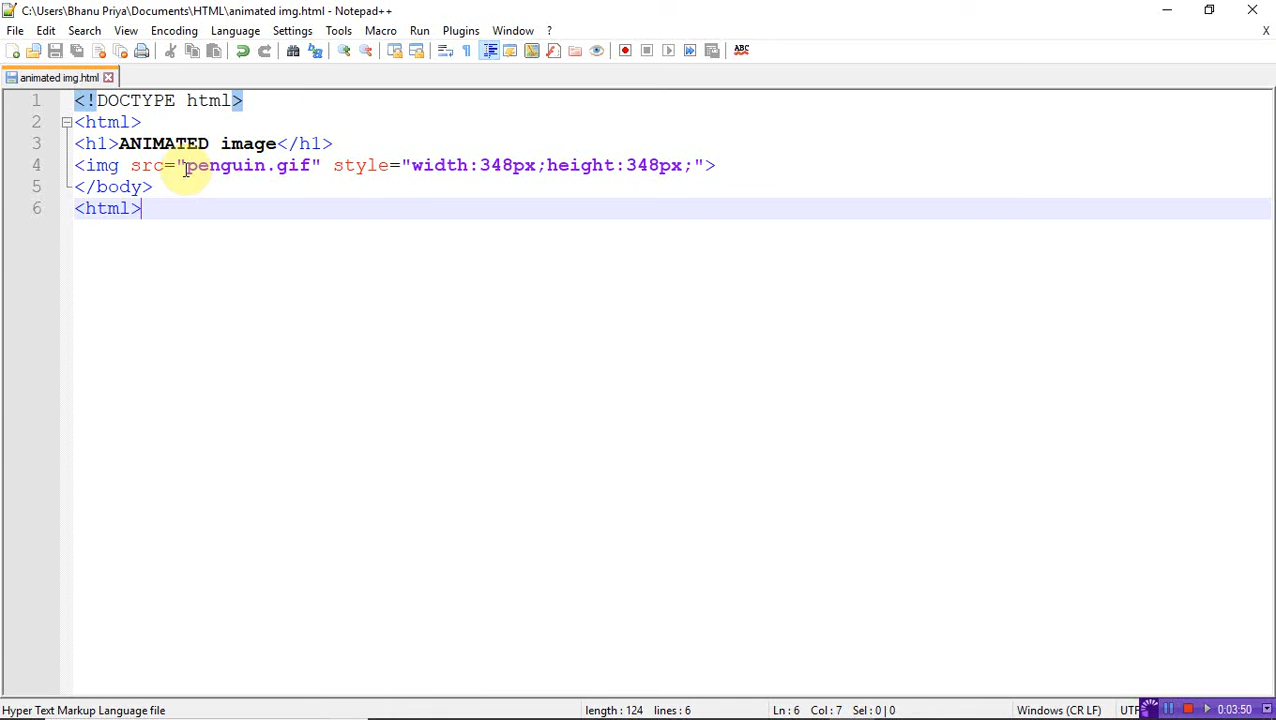 C:\Users\Bhanu Priya\Documents\HTML\animated img.html - Notepad++
File Edit Search View Encoding Language Settings Tools Macro Run Plugins Window ? X
ABC
animated img.html
1 <!DOCTYPE html>
2 <html>
3 <h1>ANIMATED image</h1>
4 <img src="penguin.gif" style="width:348px;height:348px;">
5 </body>
6 <html>
Hyper Text Markup Language file length : 124 lines : 6 Ln : 6 Col : 7 Sel : 0 | 0 Windows (CR LF) UTF 03:50